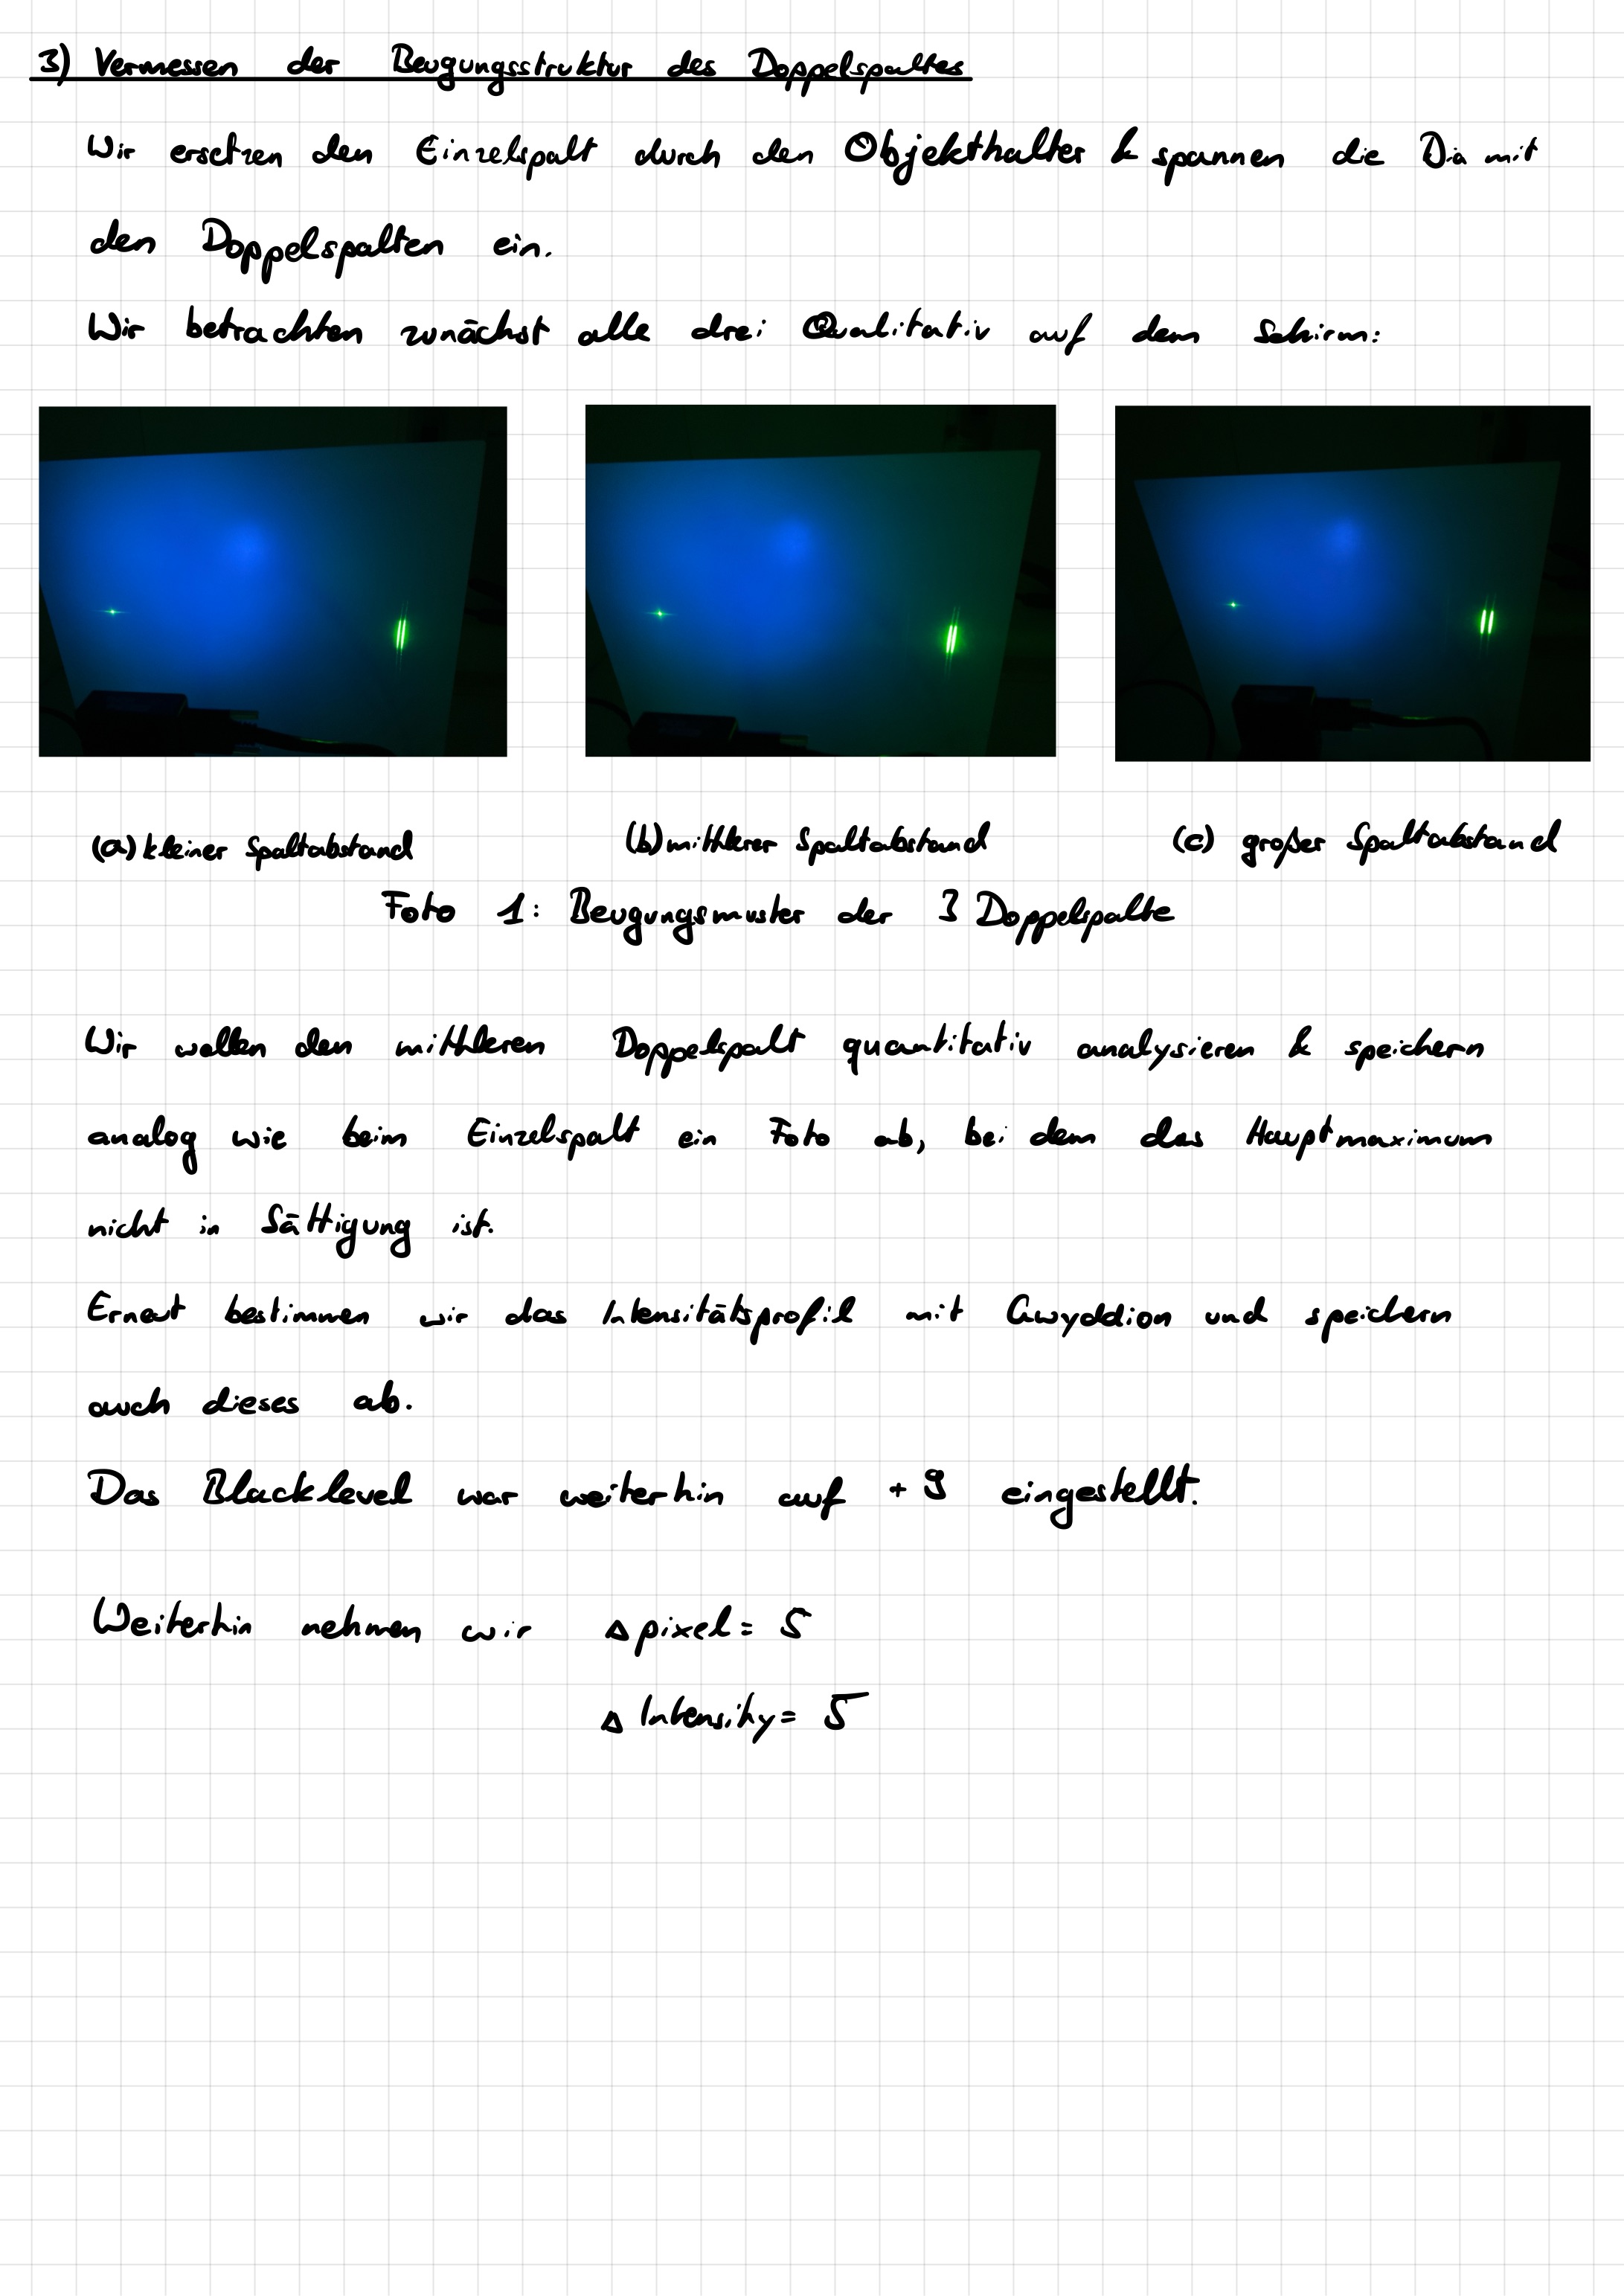 3) Vermessen der Beugungsstruktur des Doppelspaltes
Wir ersetzen den Einzelspalt durch den Objekthalter & spannen die Dia mit
den Doppelspalten ein.
Wir betrachten zunächst alle drei Qualitativ auf dem Schirm:
(a) kleiner Spaltabstand
(b) mittlerer Spaltabstand
(c) großer Spaltabstand
Foto 1: Beugungsmuster der 3 Doppelspalte
Wir wollen den mittleren Doppelspalt quantitativ analysieren & speichern
analog wie beim Einzelspalt ein Foto ab, bei dem das Hauptmaximum
nicht in Sättigung ist.
Erneut bestimmen wir das Intensitätsprofil mit Gwyddion und speichern
auch dieses ab.
Das Blacklevel war weiterhin auf +9 eingestellt.
Weiterhin nehmen wir Δpixel = 5
Δ Intensity = 5